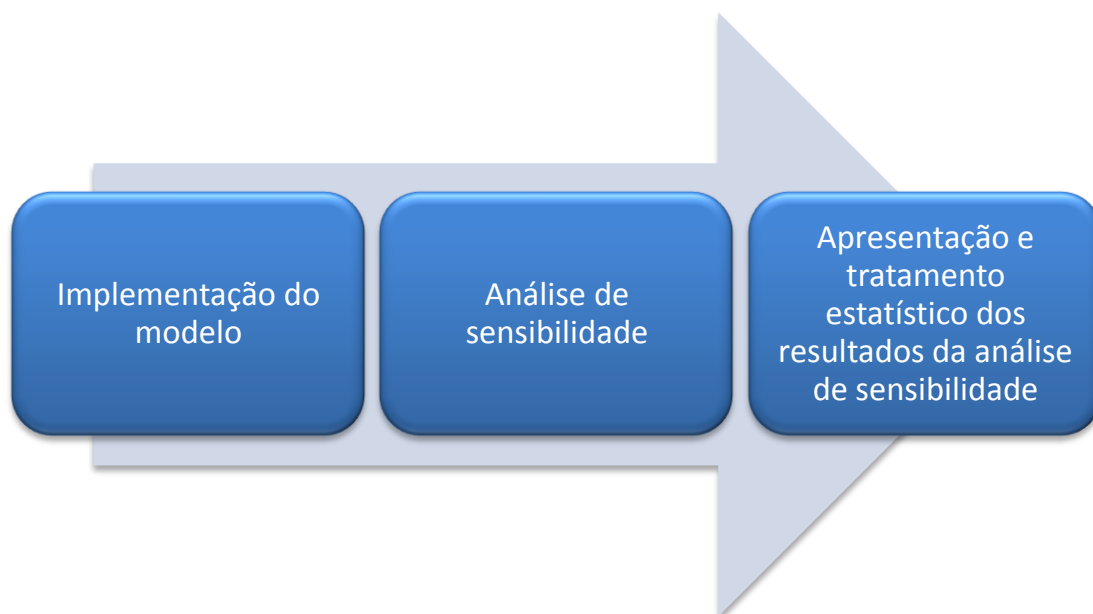 Implementação do
modelo
Análise de
sensibilidade
Apresentação e
tratamento
estatístico dos
resultados da análise
de sensibilidade